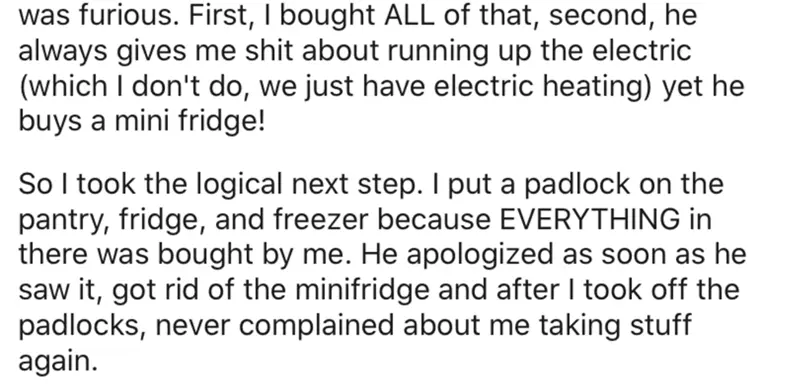 was furious. First, I bought ALL of that, second, he
always gives me shit about running up the electric
(which I don't do, we just have electric heating) yet he
buys a mini fridge!
So I took the logical next step. I put a padlock on the
pantry, fridge, and freezer because EVERYTHING in
there was bought by me. He apologized as soon as he
saw it, got rid of the minifridge and after I took off the
padlocks, never complained about me taking stuff
again.